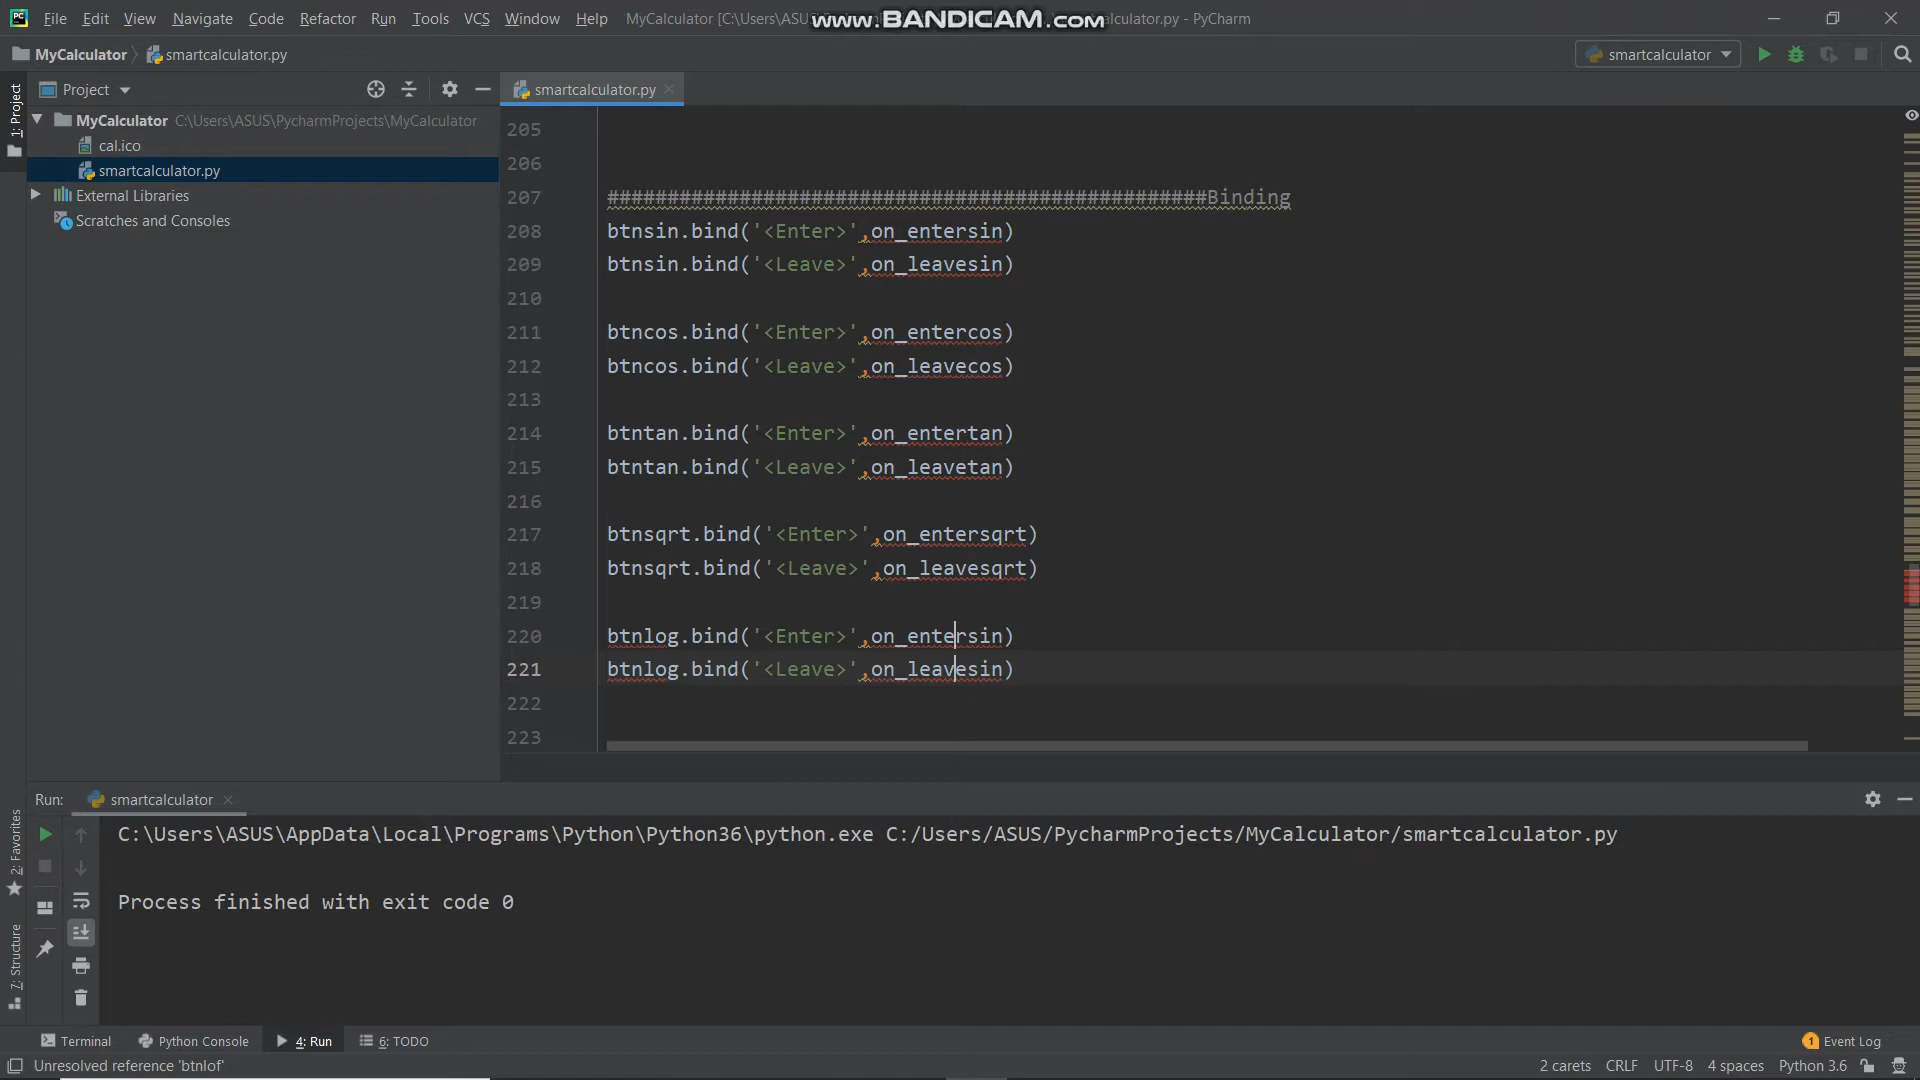 File Edit View Navigate Code Refactor Run Tools VCS Window Help MyCalculator [C:\Users\ASUS\Pycharm
www.BANDICAM.com
alculator.py - PyCharm
MyCalculator smartcalculator.py
smartcalculator
1: Project
Project
smartcalculator.py
MyCalculator C:\Users\ASUS\PycharmProjects\MyCalculator
cal.ico
smartcalculator.py
External Libraries
Scratches and Consoles
205
206
207 ##################################################Binding
208 btnsin.bind('<Enter>',on_entersin)
209 btnsin.bind('<Leave>',on_leavesin)
210
211 btncos.bind('<Enter>',on_entercos)
212 btncos.bind('<Leave>',on_leavecos)
213
214 btntan.bind('<Enter>',on_entertan)
215 btntan.bind('<Leave>',on_leavetan)
216
217 btnsqrt.bind('<Enter>',on_entersqrt)
218 btnsqrt.bind('<Leave>',on_leavesqrt)
219
220 btnlog.bind('<Enter>',on_entersin)
221 btnlog.bind('<Leave>',on_leavesin)
222
223
Run: smartcalculator
C:\Users\ASUS\AppData\Local\Programs\Python\Python36\python.exe C:/Users/ASUS/PycharmProjects/MyCalculator/smartcalculator.py
Process finished with exit code 0
2: Favorites
7: Structure
Terminal Python Console 4: Run 6: TODO
1 Event Log
Unresolved reference 'btnlof'
2 carets CRLF UTF-8 4 spaces Python 3.6